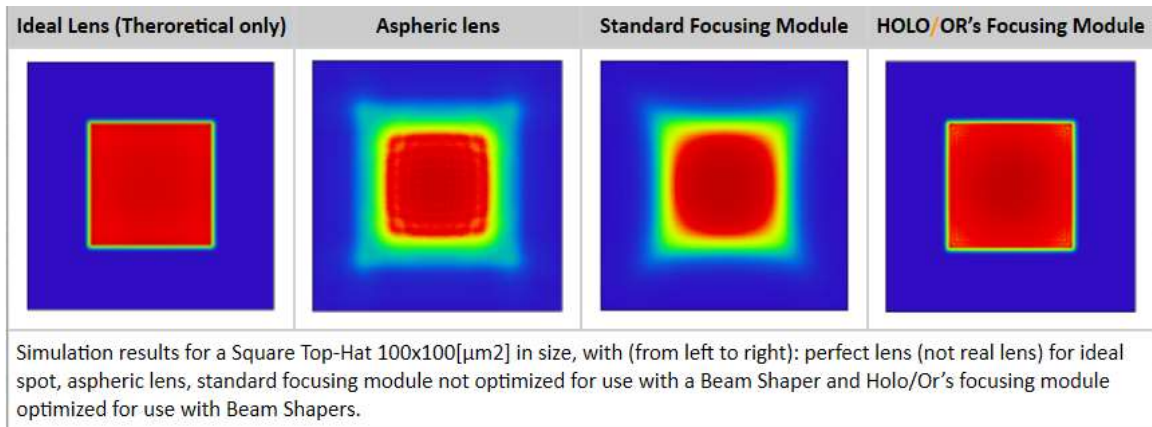 Ideal Lens (Theroretical only)
Aspheric lens
Standard Focusing Module
HOLO/OR's Focusing Module
Simulation results for a Square Top-Hat 100x100[µm2] in size, with (from left to right): perfect lens (not real lens) for ideal
spot, aspheric lens, standard focusing module not optimized for use with a Beam Shaper and Holo/Or's focusing module
optimized for use with Beam Shapers.